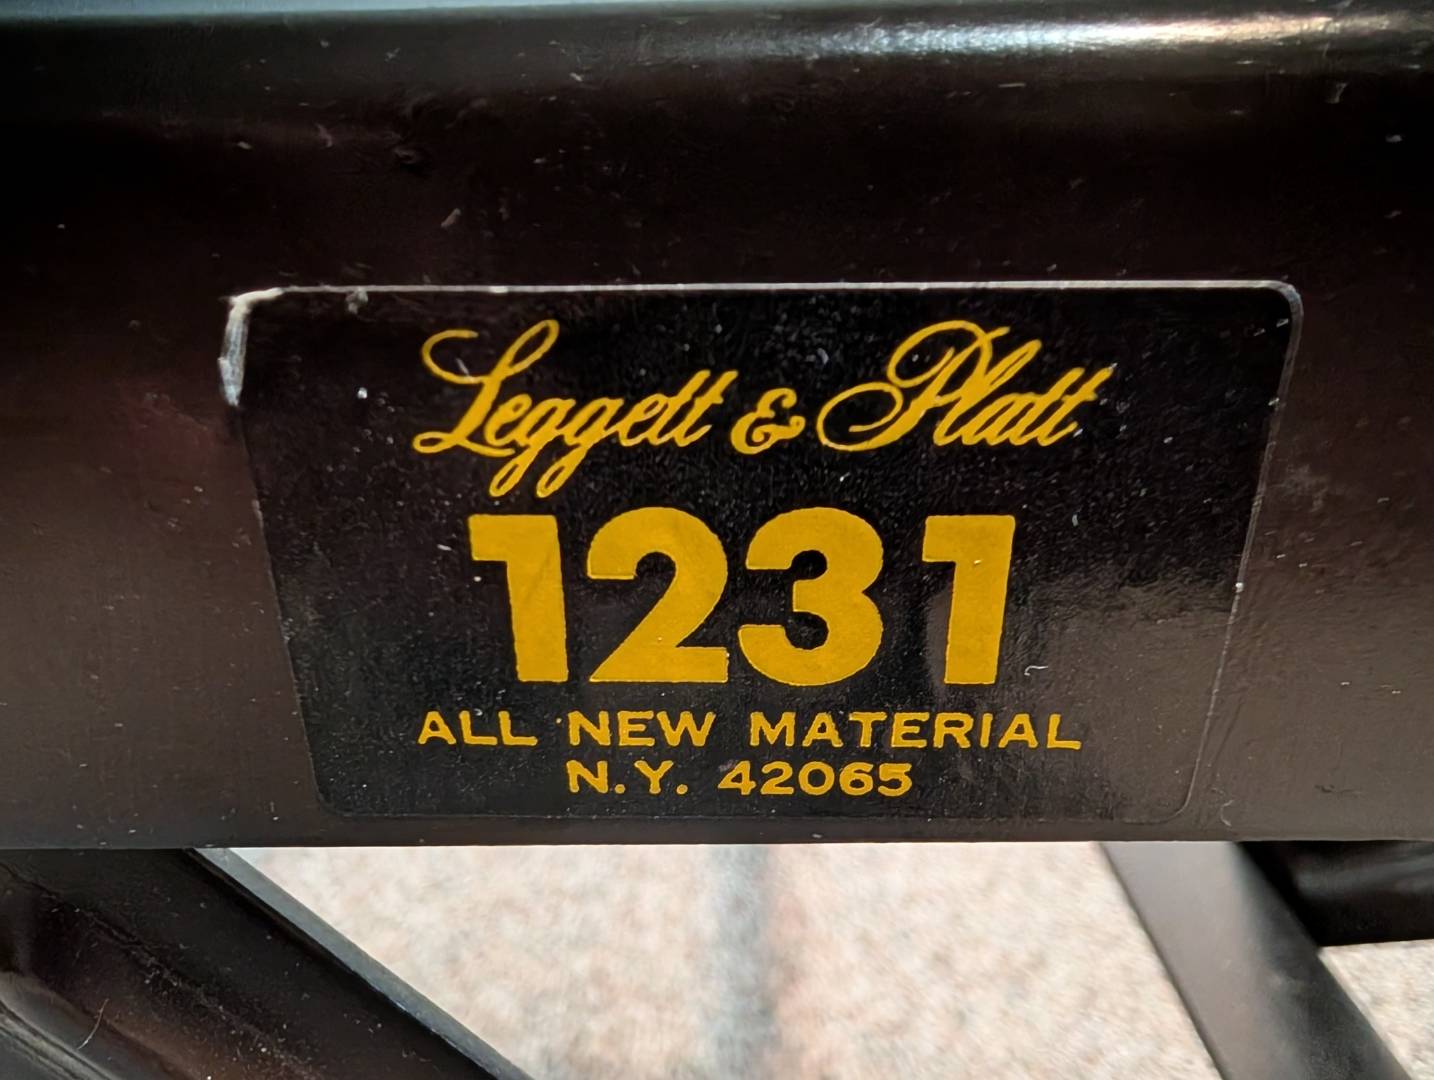 Leggett & Platt
1231
ALL NEW MATERIAL
N.Y. 42065